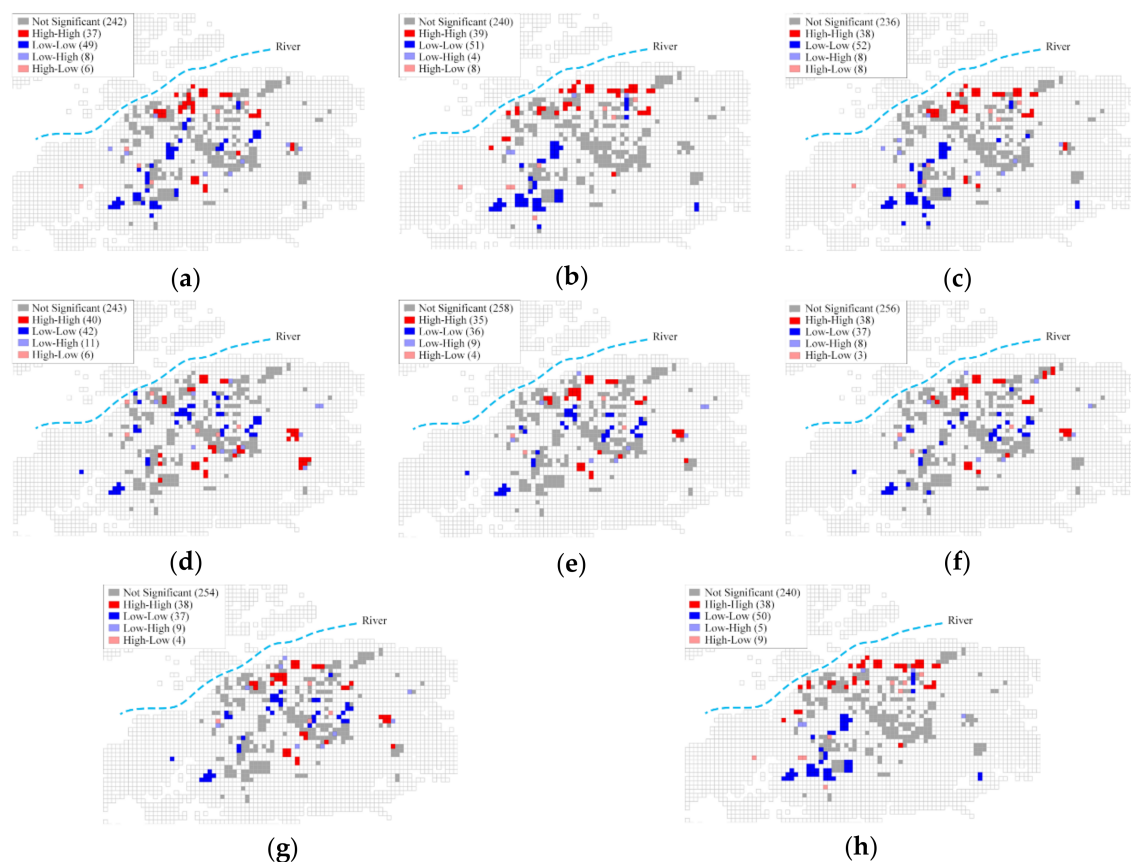 Not Significant (242)
High-High (37)
Low-Low (49)
Low-High (8)
High-Low (6)
River
(a)
Not Significant (240)
High-High (39)
Low-Low (51)
Low-High (4)
High-Low (8)
River
(b)
Not Significant (236)
High-High (38)
Low-Low (52)
Low-High (8)
High-Low (8)
River
(c)
Not Significant (243)
High-High (40)
Low-Low (42)
Low-High (11)
High-Low (6)
River
(d)
Not Significant (258)
High-High (35)
Low-Low (36)
Low-High (9)
High-Low (4)
River
(e)
Not Significant (256)
High-High (38)
Low-Low (37)
Low-High (8)
High-Low (3)
River
(f)
Not Significant (254)
High-High (38)
Low-Low (37)
Low-High (9)
High-Low (4)
River
(g)
Not Significant (240)
High-High (38)
Low-Low (50)
Low-High (5)
High-Low (9)
River
(h)